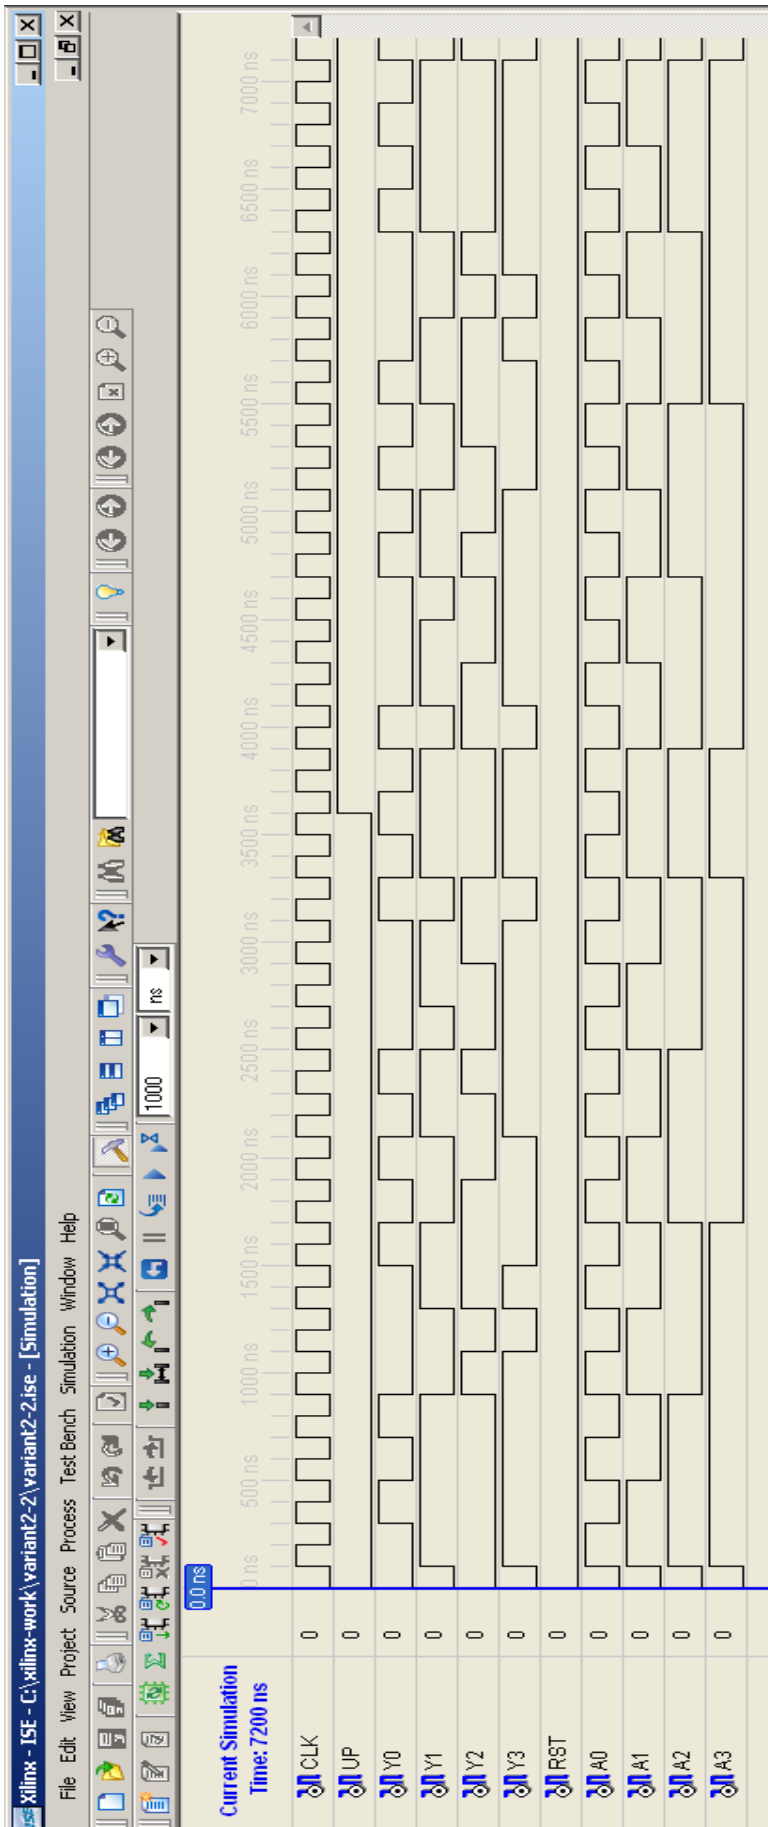 Xilinx - ISE - C:\xilinx-work\variant2-2\variant2-2.ise - [Simulation]
File Edit View Project Source Process Test Bench Simulation Window Help
1000 ns
0.0 ns
Current Simulation
Time: 7200 ns
0 ns 500 ns 1000 ns 1500 ns 2000 ns 2500 ns 3000 ns 3500 ns 4000 ns 4500 ns 5000 ns 5500 ns 6000 ns 6500 ns 7000 ns
CLK 0
UP 0
Y0 0
Y1 0
Y2 0
Y3 0
RST 0
A0 0
A1 0
A2 0
A3 0